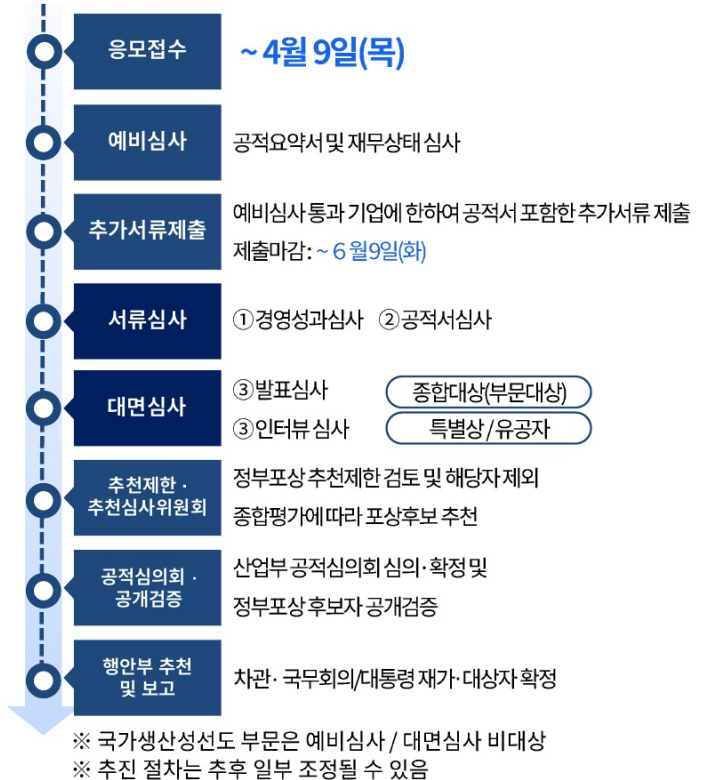 응모접수
~ 4월 9일(목)
예비심사
공적요약서 및 재무상태 심사
추가서류제출
예비심사 통과 기업에 한하여 공적서 포함한 추가서류 제출
제출마감 : ~ 6월9일(화)
서류심사
①경영성과심사 ②공적서심사
대면심사
③발표심사 종합대상(부문대상)
③인터뷰 심사 특별상 / 유공자
추천제한 ·
추천심사위원회
정부포상 추천제한 검토 및 해당자 제외
종합평가에 따라 포상후보 추천
공적심의회 ·
공개검증
산업부 공적심의회 심의·확정 및
정부포상 후보자 공개검증
행안부 추천
및 보고
차관· 국무회의/대통령 재가·대상자 확정
※ 국가생산성선도 부문은 예비심사 / 대면심사 비대상
※ 추진 절차는 추후 일부 조정될 수 있음